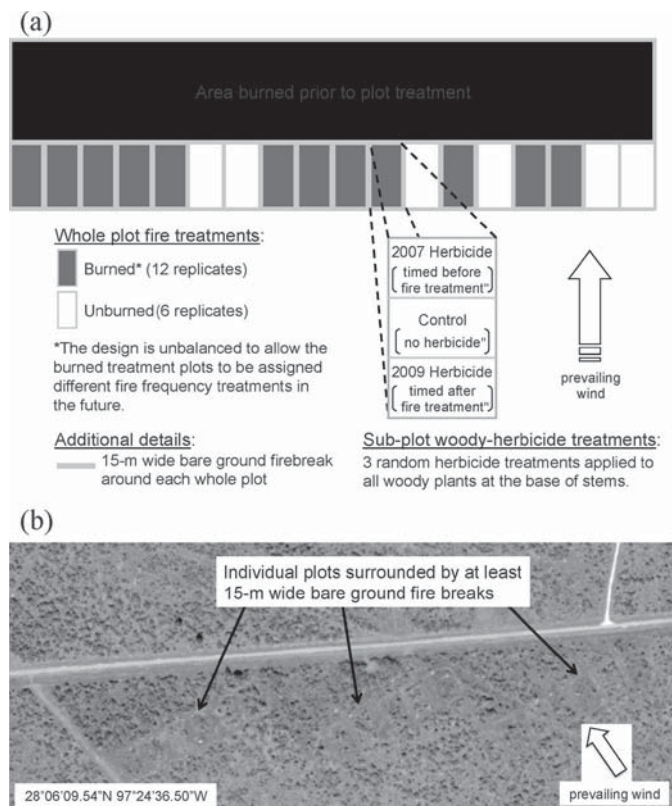 (a)
Area burned prior to plot treatment
Whole plot fire treatments:
Burned* (12 replicates)
Unburned (6 replicates)
*The design is unbalanced to allow the
burned treatment plots to be assigned
different fire frequency treatments in
the future.
Additional details:
15-m wide bare ground firebreak
around each whole plot
2007 Herbicide
(timed before
fire treatment")
Control
(no herbicide")
2009 Herbicide
(timed after
fire treatment")
prevailing
wind
Sub-plot woody-herbicide treatments:
3 random herbicide treatments applied to
all woody plants at the base of stems.
(b)
Individual plots surrounded by at least
15-m wide bare ground fire breaks
28°06'09.54"N 97°24'36.50"W
prevailing wind